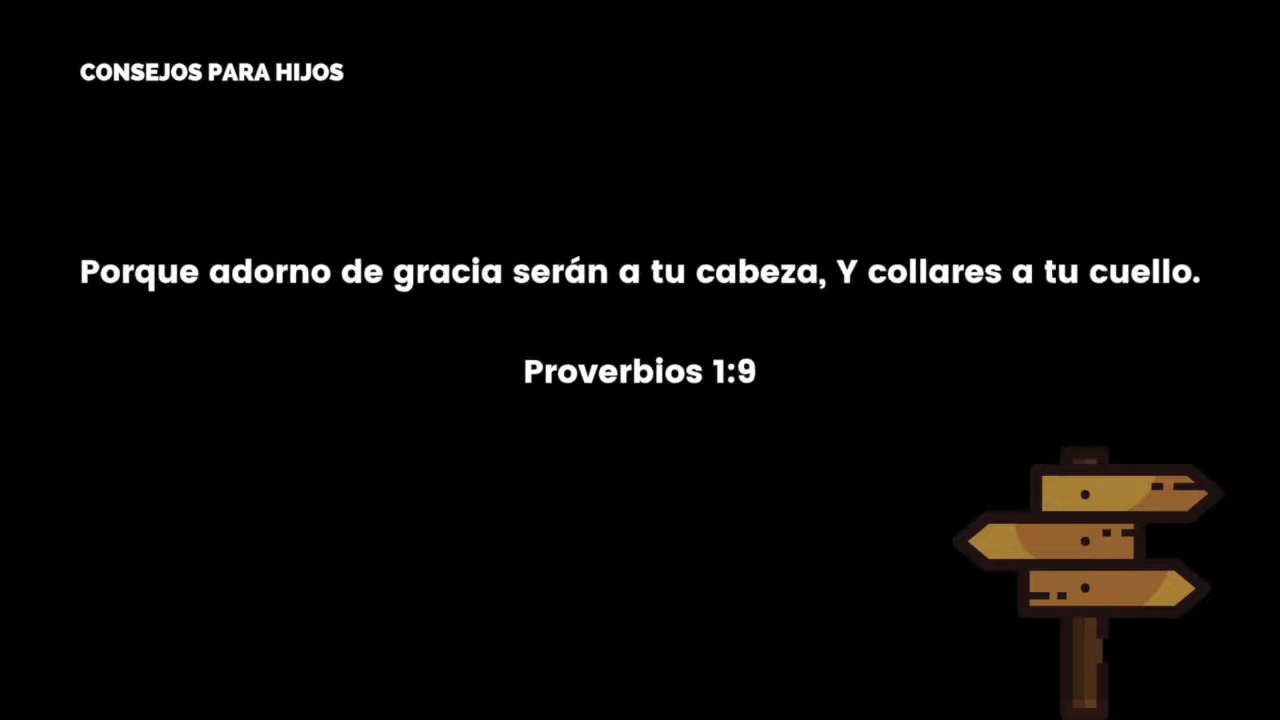 CONSEJOS PARA HIJOS
Porque adorno de gracia serán a tu cabeza, Y collares a tu cuello.
Proverbios 1:9